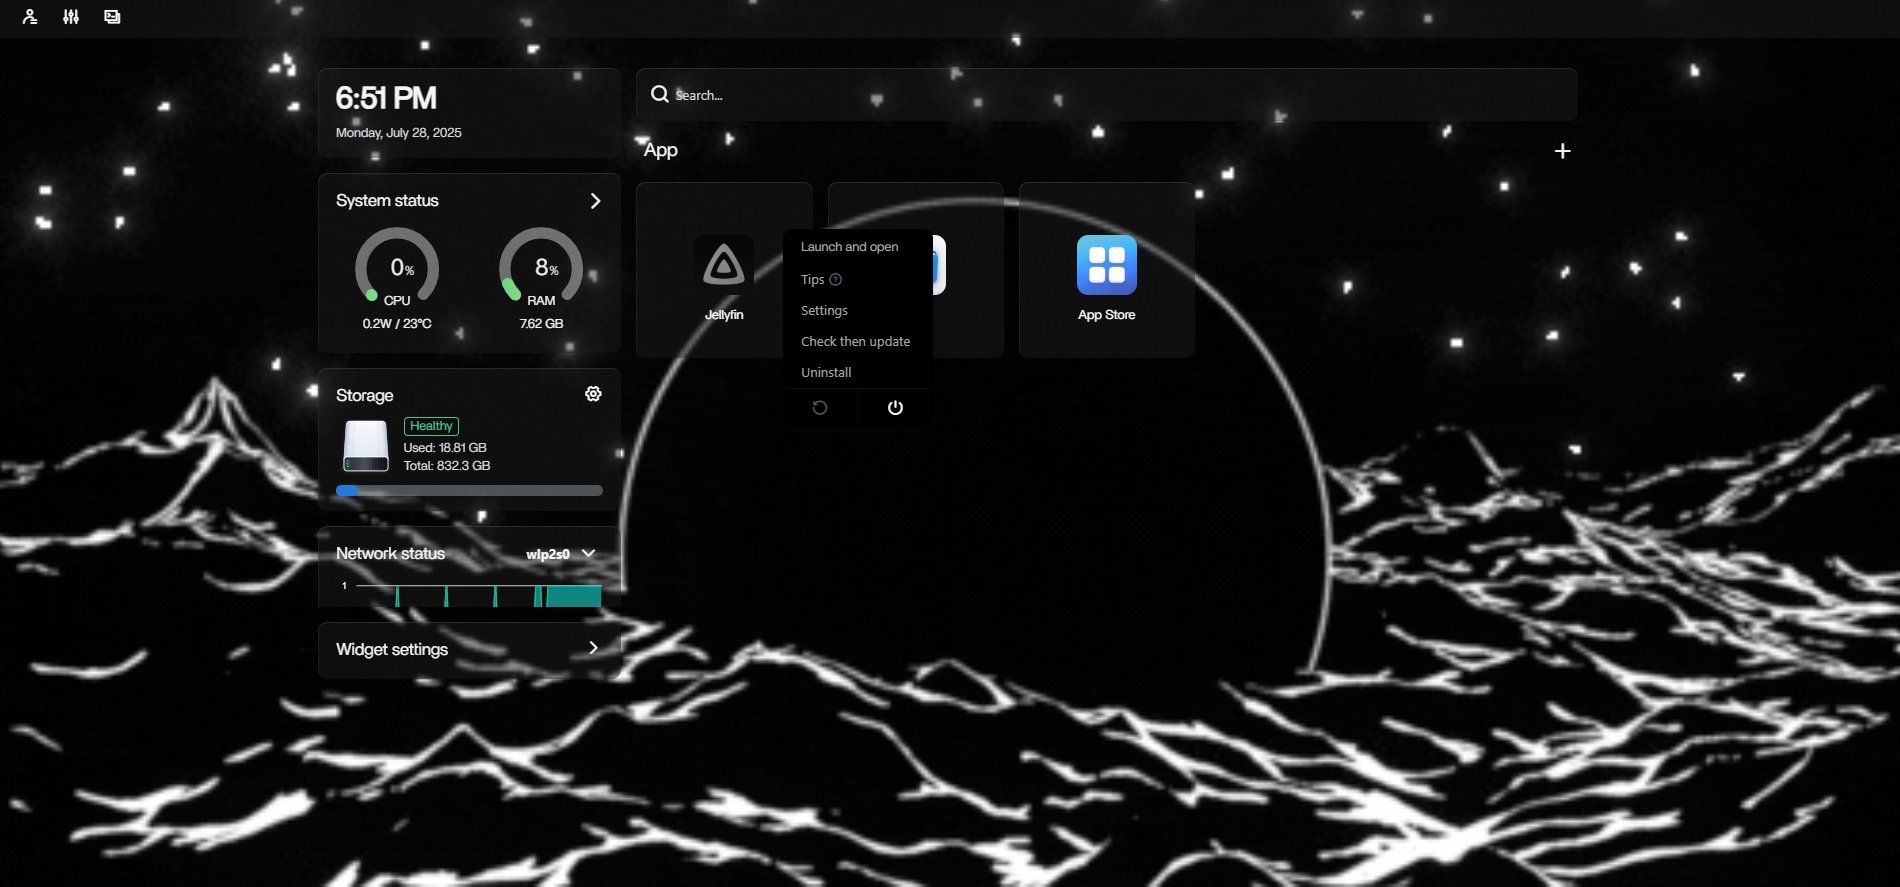 6:51 PM
Monday, July 28, 2025
Search...
App
System status
0%
CPU
0.2W / 23°C
8%
RAM
7.62 GB
Storage
Healthy
Used: 18.81 GB
Total: 832.3 GB
Network status
wlp2s0
1
Widget settings
Jellyfin
Launch and open
Tips ?
Settings
Check then update
Uninstall
App Store